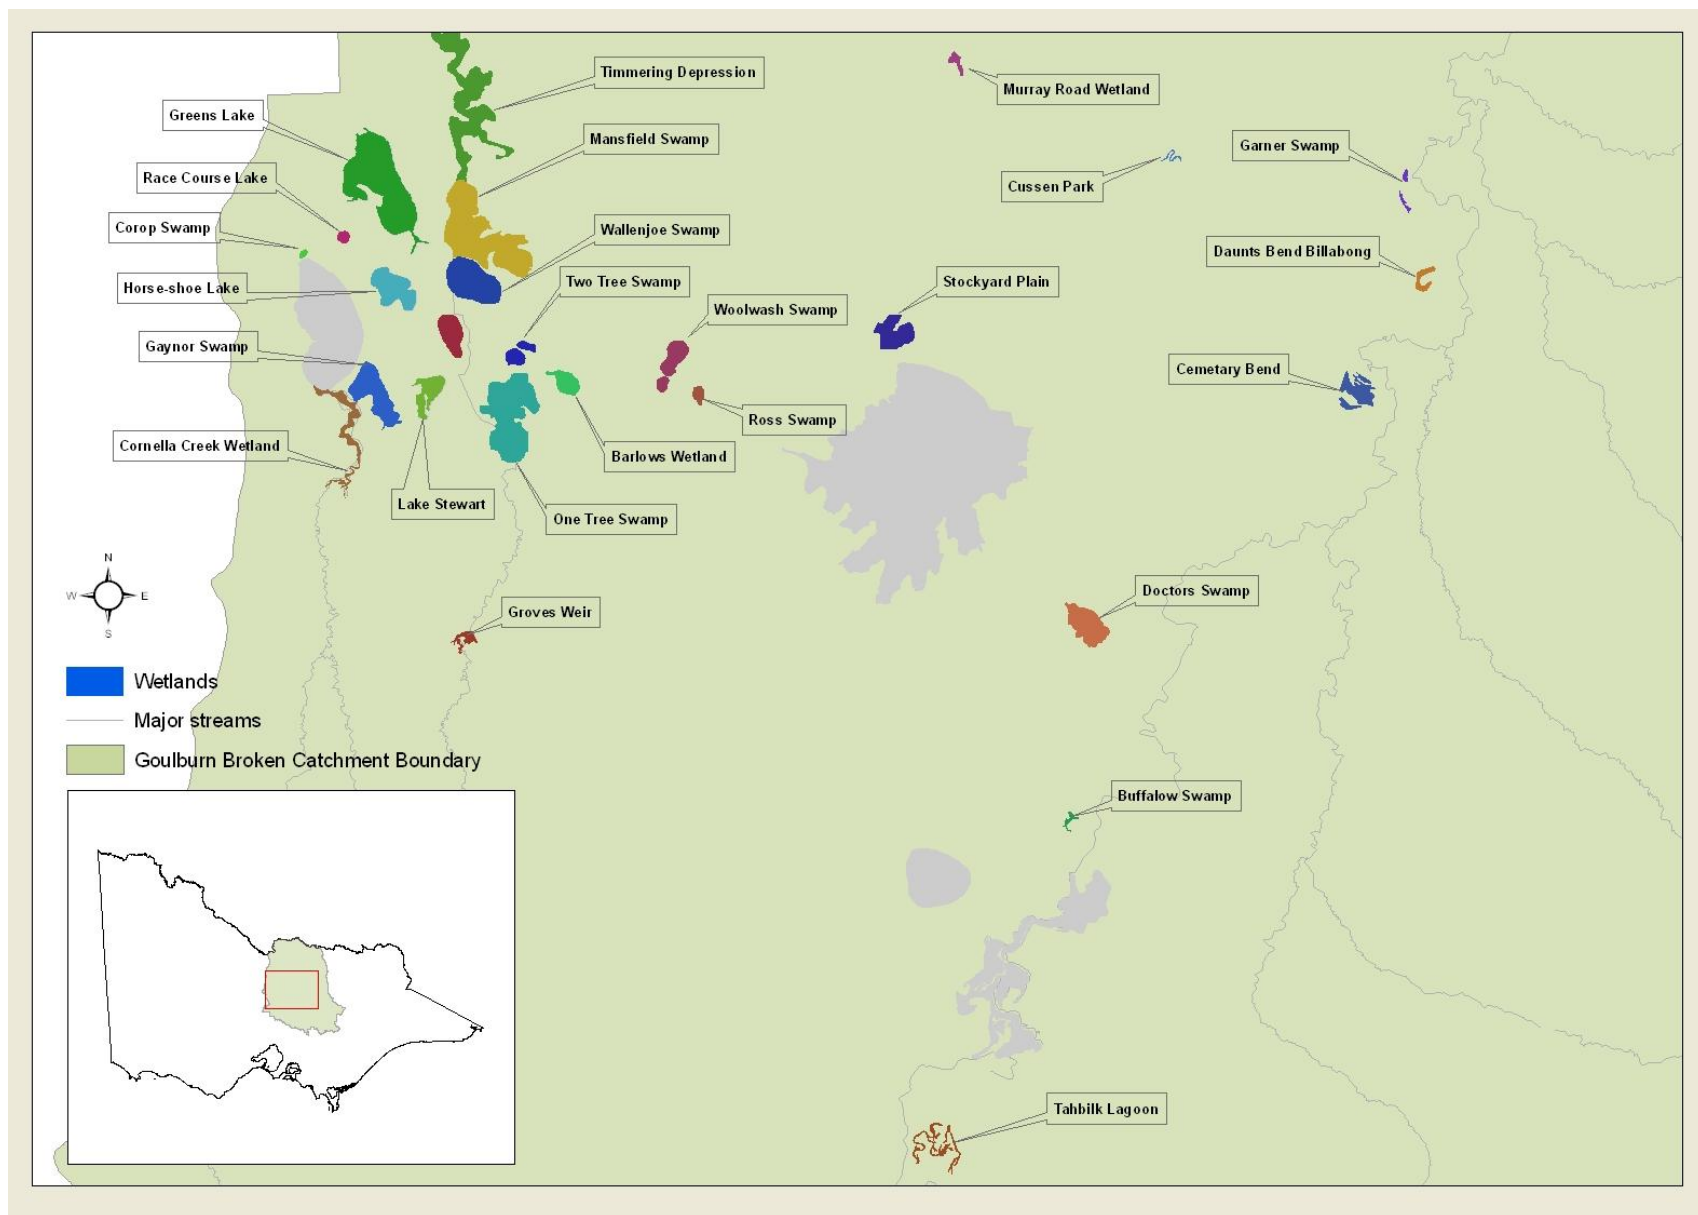 Timmering Depression
Murray Road Wetland
Greens Lake
Mansfield Swamp
Garner Swamp
Race Course Lake
Cussen Park
Corop Swamp
Wallenjoe Swamp
Daunts Bend Billabong
Horse-shoe Lake
Two Tree Swamp
Stockyard Plain
Woolwash Swamp
Gaynor Swamp
Cemetary Bend
Ross Swamp
Cornella Creek Wetland
Barlows Wetland
Lake Stewart
One Tree Swamp
N
W
E
S
Doctors Swamp
Groves Weir
Wetlands
Major streams
Goulburn Broken Catchment Boundary
Buffalow Swamp
Tahbilk Lagoon